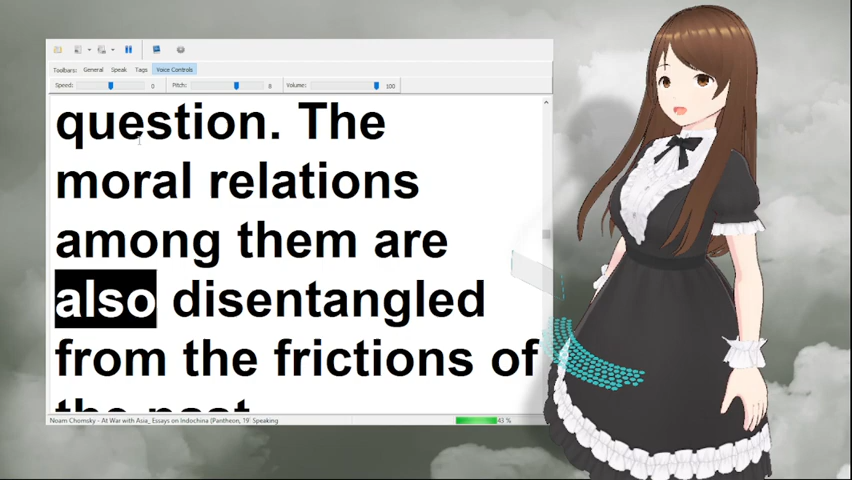 Toolbars: General Speak Tags Voice Controls
Speed: 0 Pitch: 8 Volume: 100
question. The
moral relations
among them are
also disentangled
from the frictions of
the past
Noam Chomsky - At War with Asia_ Essays on Indochina (Pantheon, 19' Speaking 43 %